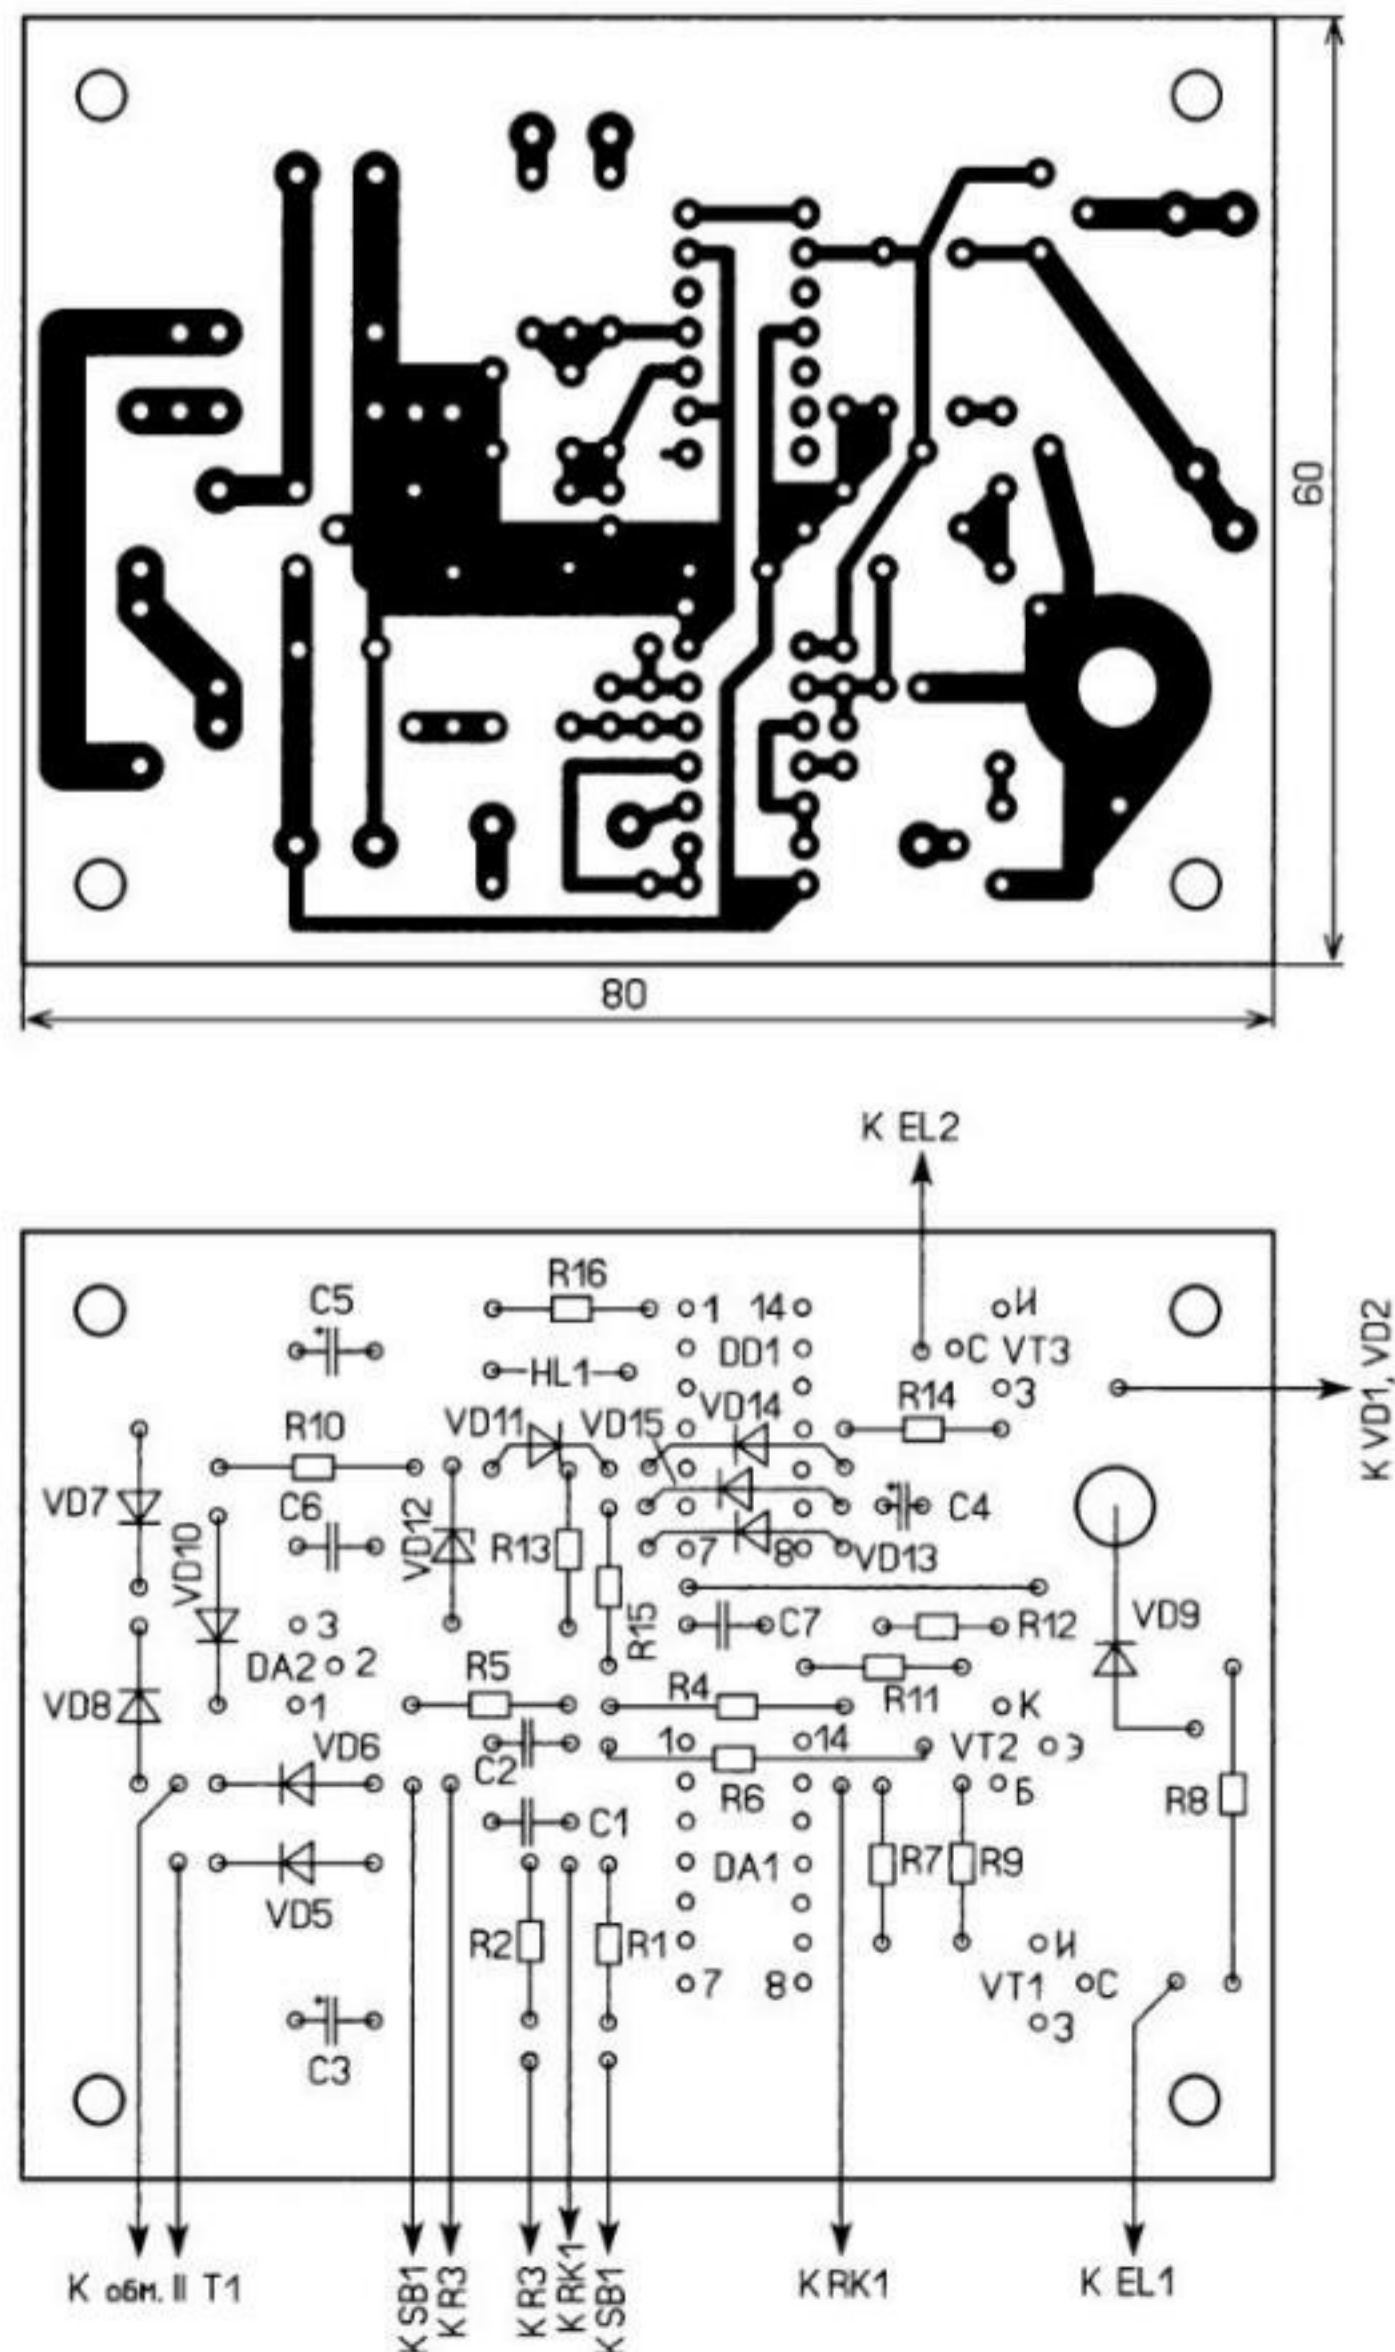 60
80
К EL2
К VD1, VD2
R16
C5
1 14
И
DD1
С VT3
HL1
З
R14
VD11
VD15
VD14
R10
VD7
C6
VD10
VD12
R13
C4
7 8
VD13
3
R15
C7
R12
VD9
DA2 2
R5
R4
R11
VD8
1
К
VD6
C2
1 14
VT2 Э
R6
Б
R8
C1
DA1
R7
R9
VD5
R2
R1
И
7 8
VT1 С
З
C3
К обм. II T1
К SB1
К R3
К R3
К RK1
К SB1
К RK1
К EL1